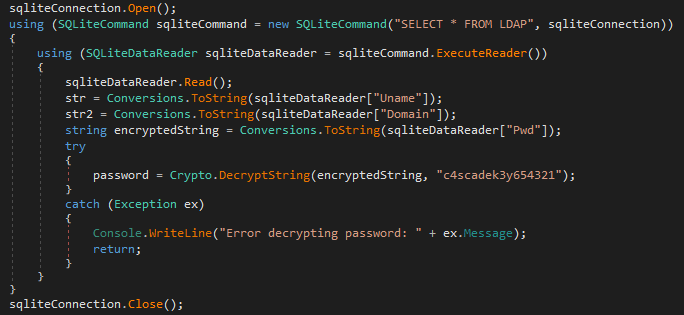 sqliteConnection.Open();
using (SQLiteCommand sqliteCommand = new SQLiteCommand("SELECT * FROM LDAP", sqliteConnection))
{
using (SQLiteDataReader sqliteDataReader = sqliteCommand.ExecuteReader())
{
sqliteDataReader.Read();
str = Conversions.ToString(sqliteDataReader["Uname"]);
str2 = Conversions.ToString(sqliteDataReader["Domain"]);
string encryptedString = Conversions.ToString(sqliteDataReader["Pwd"]);
try
{
password = Crypto.DecryptString(encryptedString, "c4scadek3y654321");
}
catch (Exception ex)
{
Console.WriteLine("Error decrypting password: " + ex.Message);
return;
}
}
}
sqliteConnection.Close();